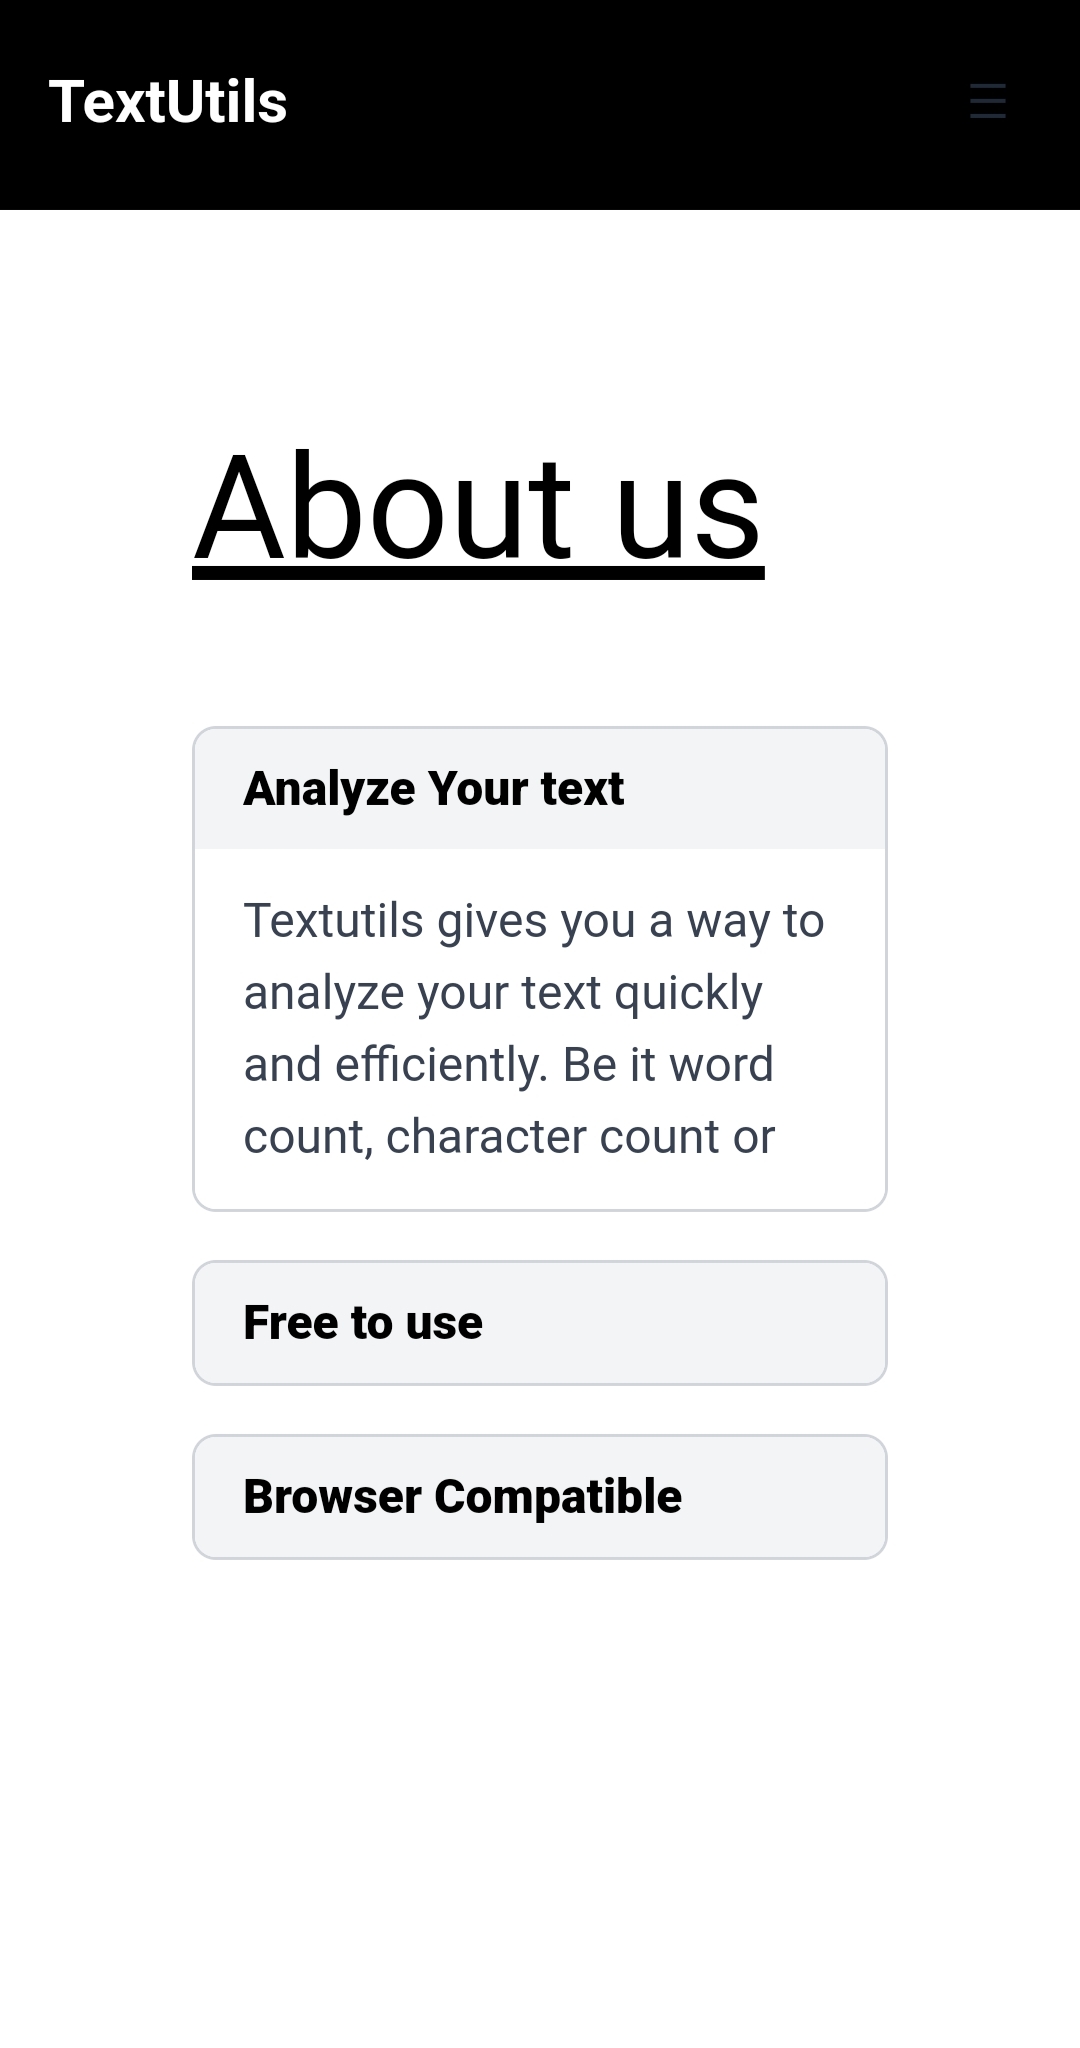 TextUtils
About us
Analyze Your text
Textutils gives you a way to
analyze your text quickly
and efficiently. Be it word
count, character count or
Free to use
Browser Compatible